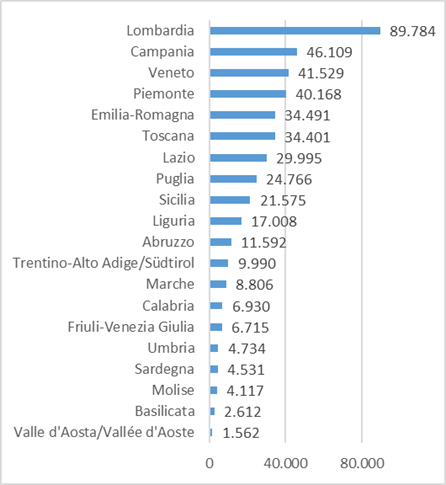 Lombardia 89.784
Campania 46.109
Veneto 41.529
Piemonte 40.168
Emilia-Romagna 34.491
Toscana 34.401
Lazio 29.995
Puglia 24.766
Sicilia 21.575
Liguria 17.008
Abruzzo 11.592
Trentino-Alto Adige/Südtirol 9.990
Marche 8.806
Calabria 6.930
Friuli-Venezia Giulia 6.715
Umbria 4.734
Sardegna 4.531
Molise 4.117
Basilicata 2.612
Valle d'Aosta/Vallée d'Aoste 1.562
0 40.000 80.000